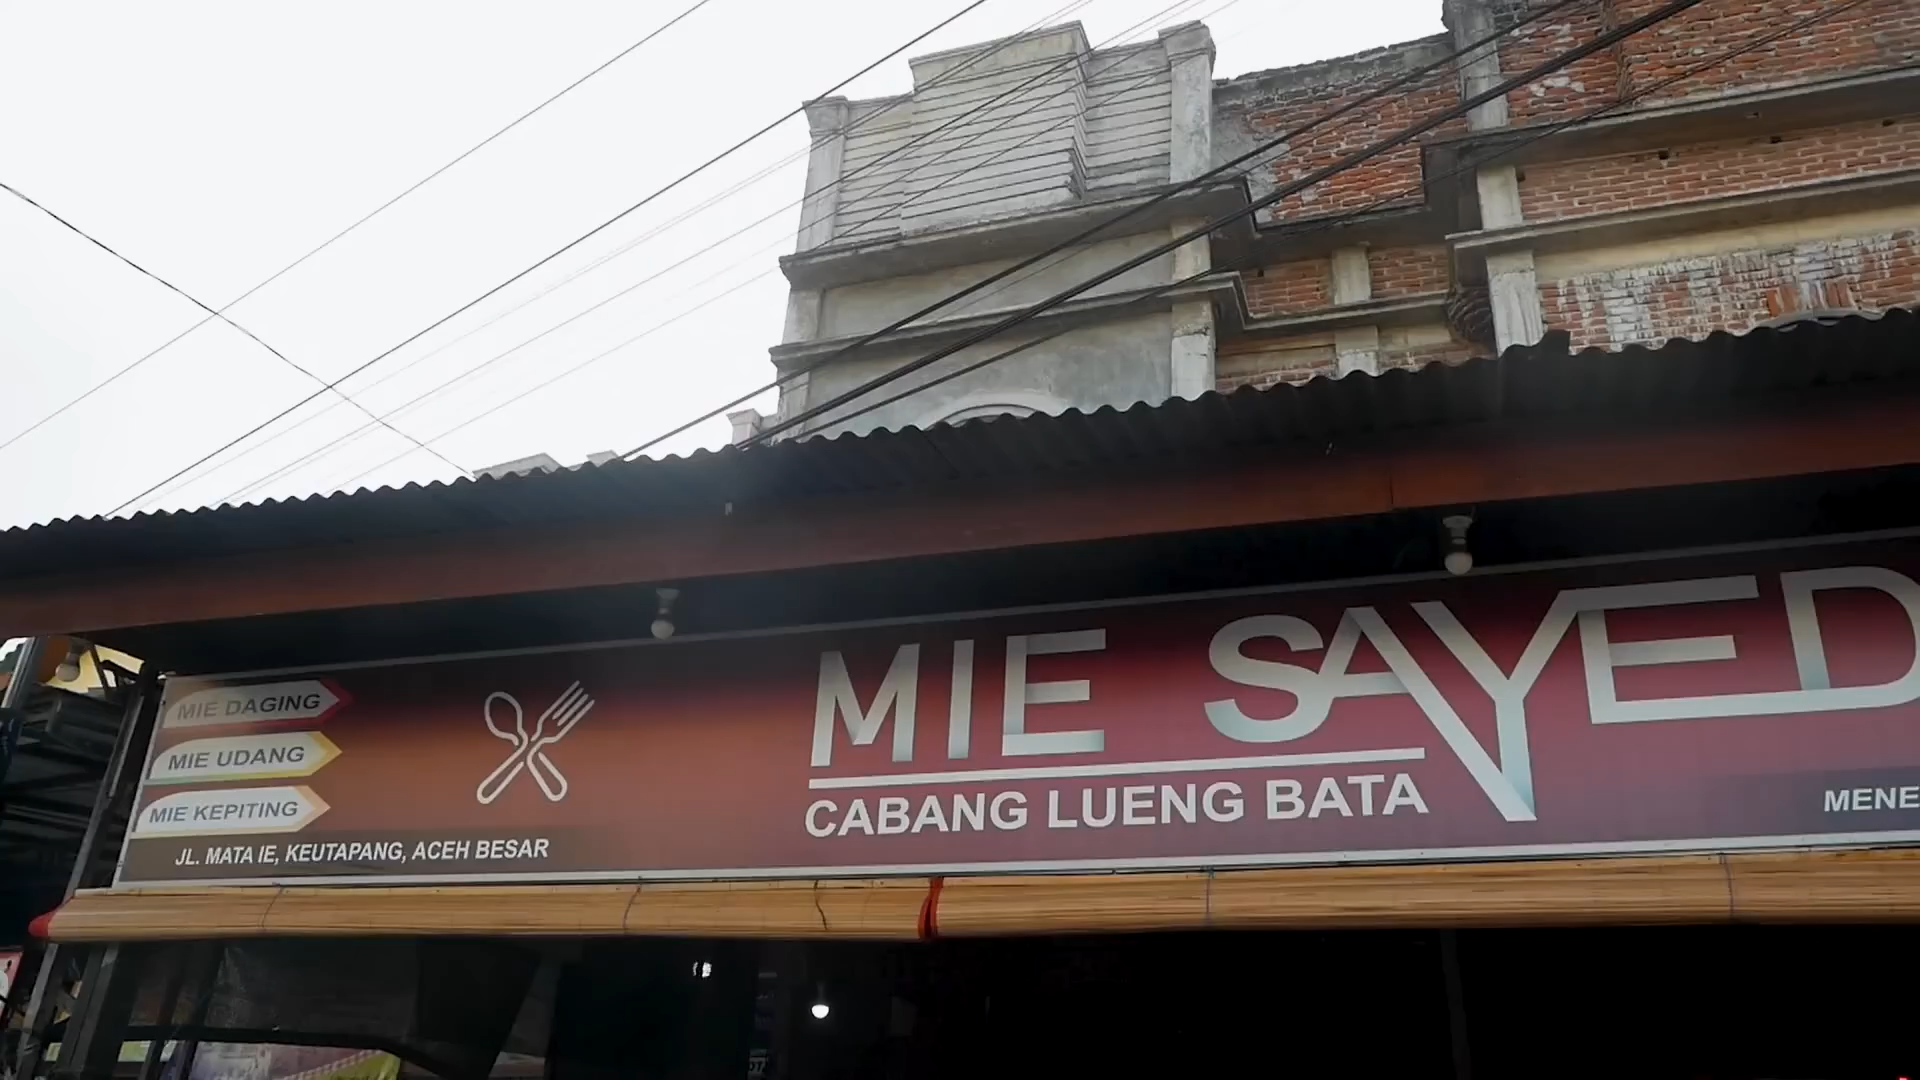 MIE DAGING
MIE UDANG
MIE KEPITING
JL. MATA IE, KEUTAPANG, ACEH BESAR
MIE SAYED
CABANG LUENG BATA